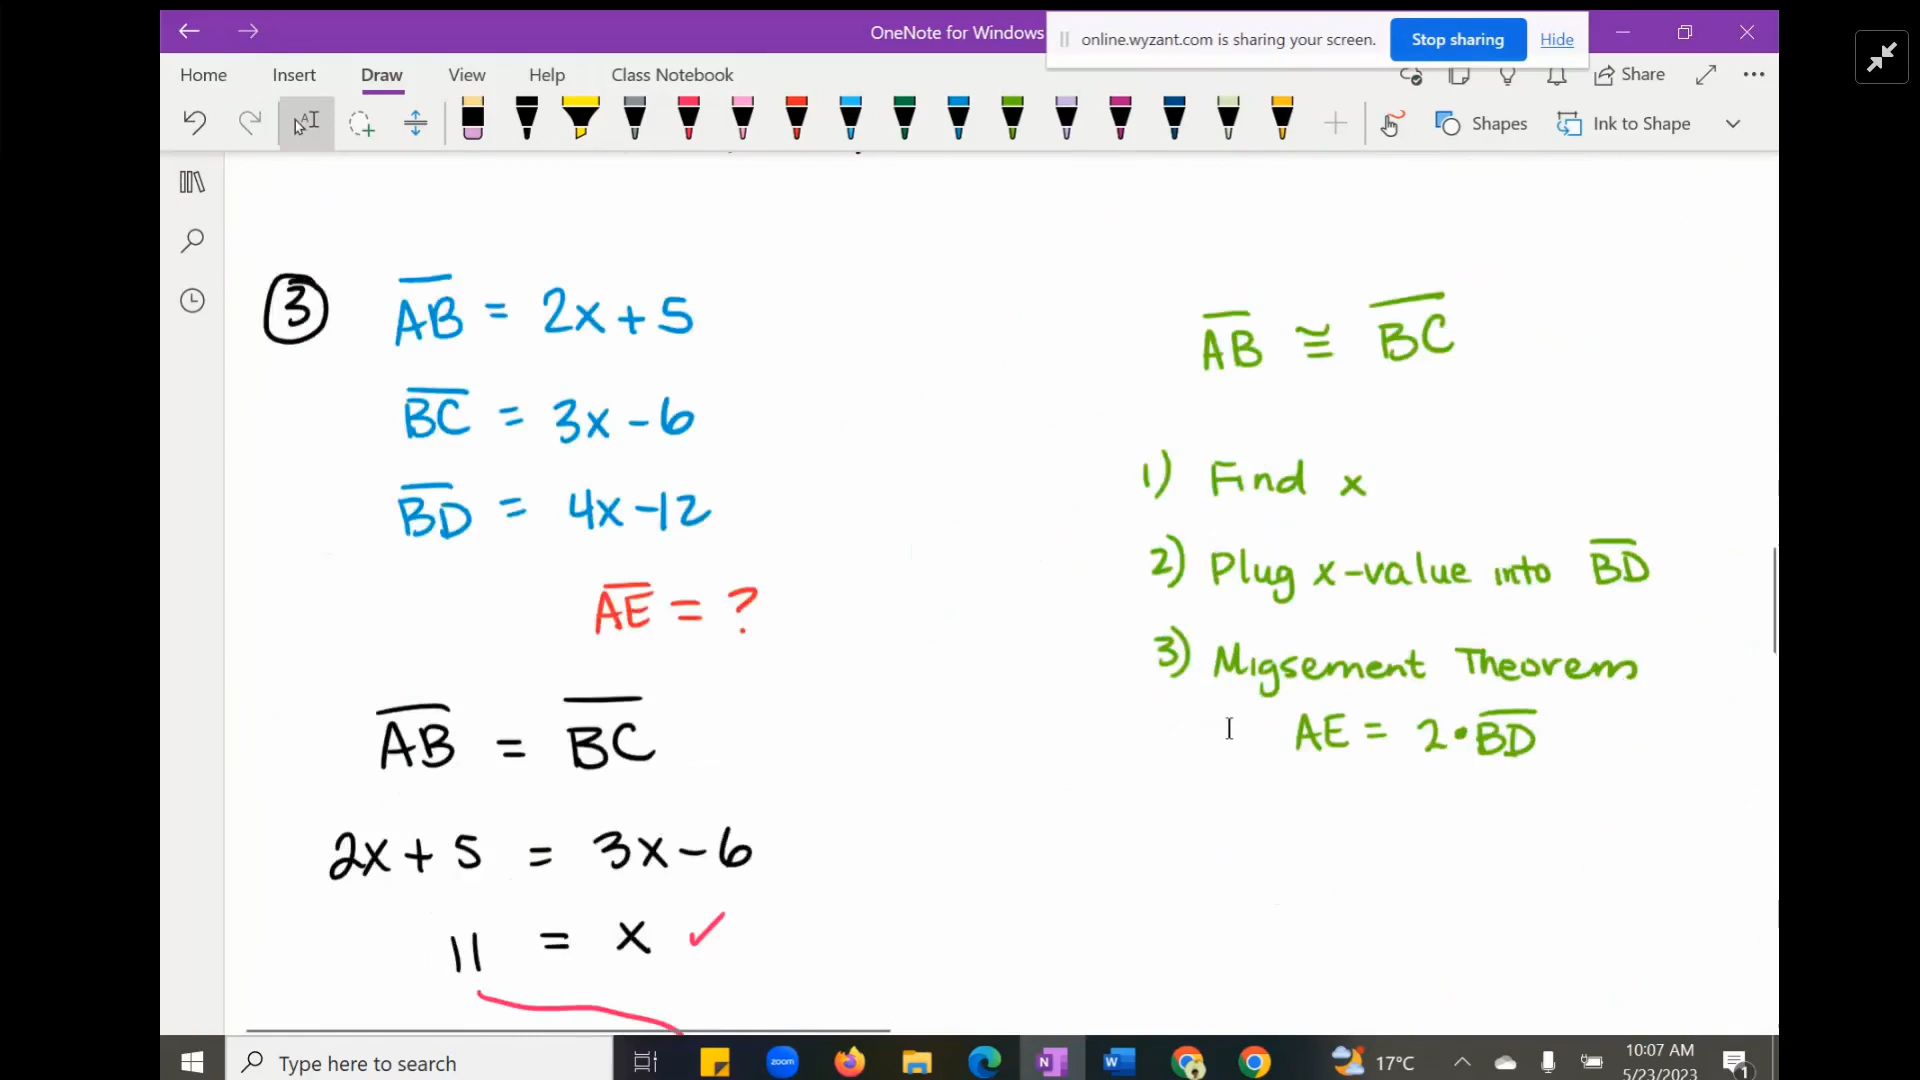 OneNote for Windows
online.wyzant.com is sharing your screen. Stop sharing Hide
Home Insert Draw View Help Class Notebook Share
Shapes Ink to Shape
3 AB = 2x + 5
BC = 3x - 6
BD = 4x - 12
AE = ?
AB = BC
2x + 5 = 3x - 6
11 = x ✓
AB ≅ BC
1) Find x
2) Plug x-value into BD
3) Migsement Theorem
AE = 2 • BD
Type here to search
zoom
17°C
10:07 AM
5/23/2023
1